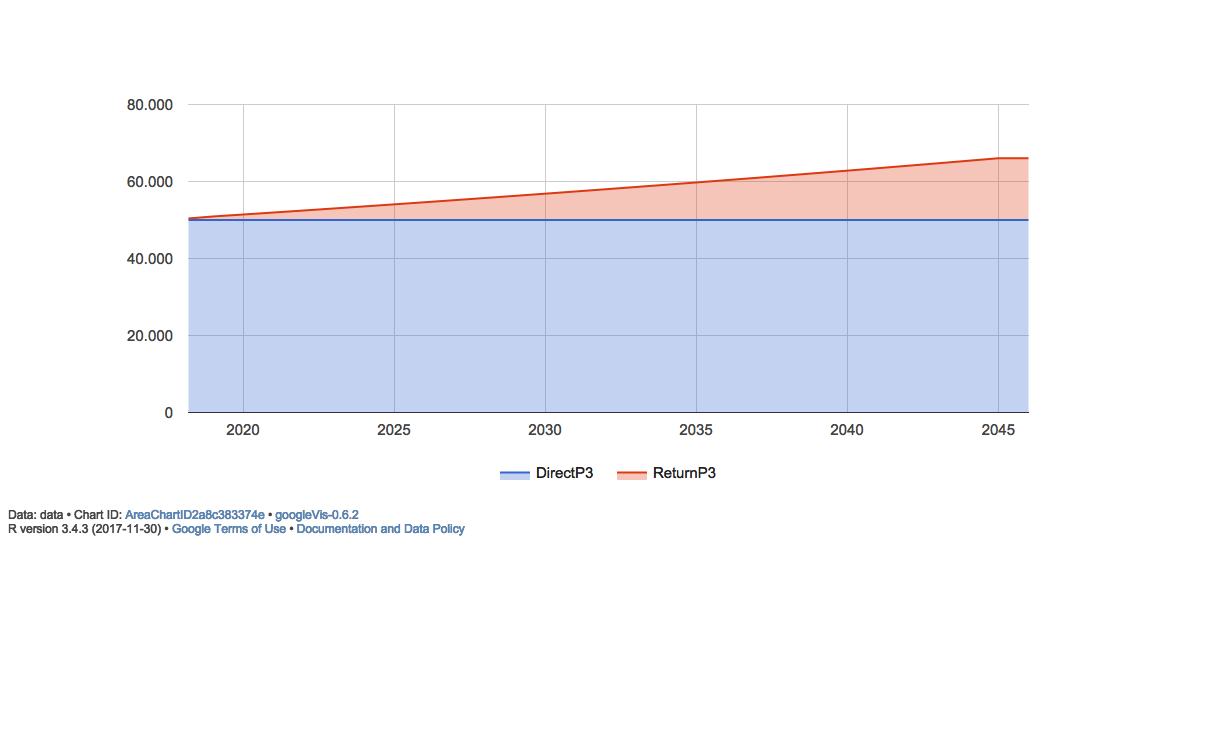 80.000
60.000
40.000
20.000
0
2020 2025 2030 2035 2040 2045
DirectP3 ReturnP3
Data: data • Chart ID: AreaChartID2a8c383374e • googleVis-0.6.2
R version 3.4.3 (2017-11-30) • Google Terms of Use • Documentation and Data Policy